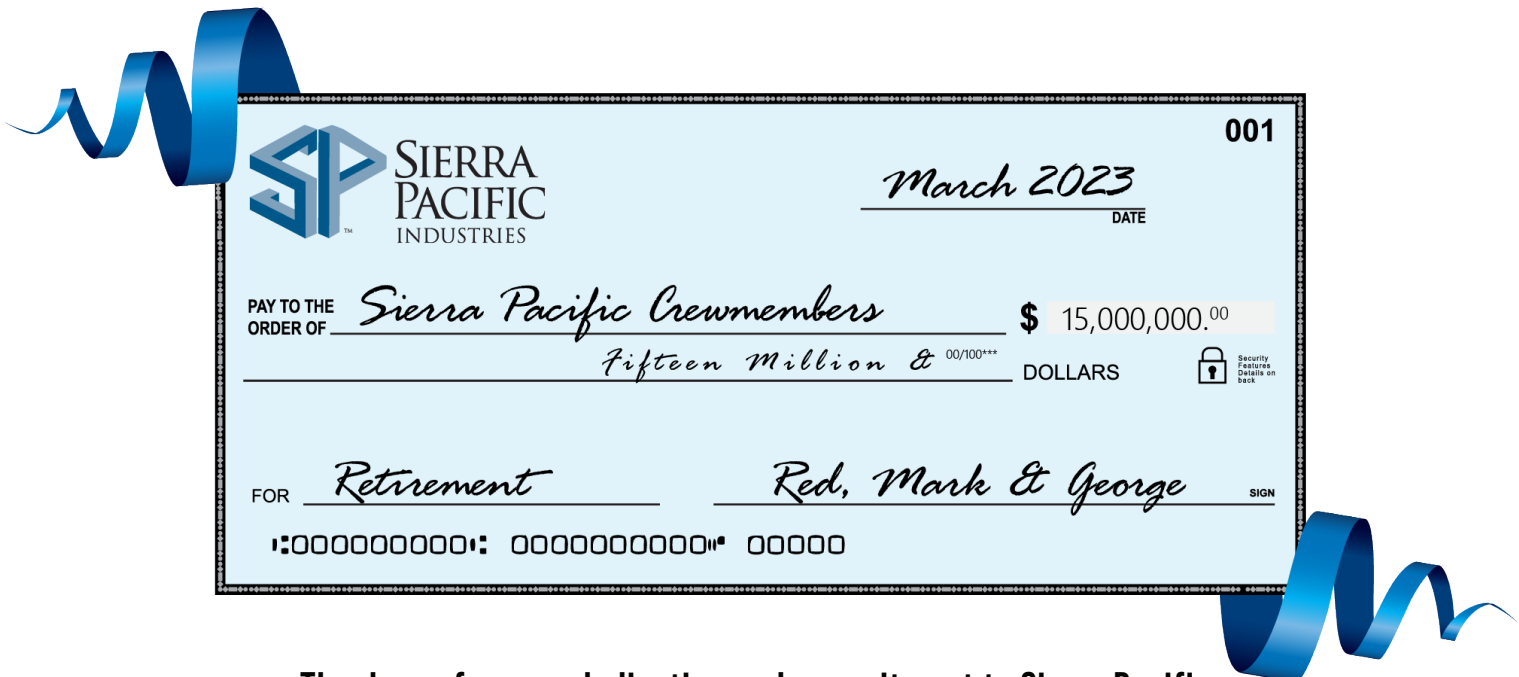 001
SP
™
SIERRA
PACIFIC
INDUSTRIES
March 2023
DATE
PAY TO THE
ORDER OF
Sierra Pacific Crewmembers
$ 15,000,000.00
Fifteen Million & 00/100***
DOLLARS
Security
Features
Details on
back
FOR Retirement
Red, Mark & George
SIGN
⑆000000000⑆ 0000000000⑈ 00000